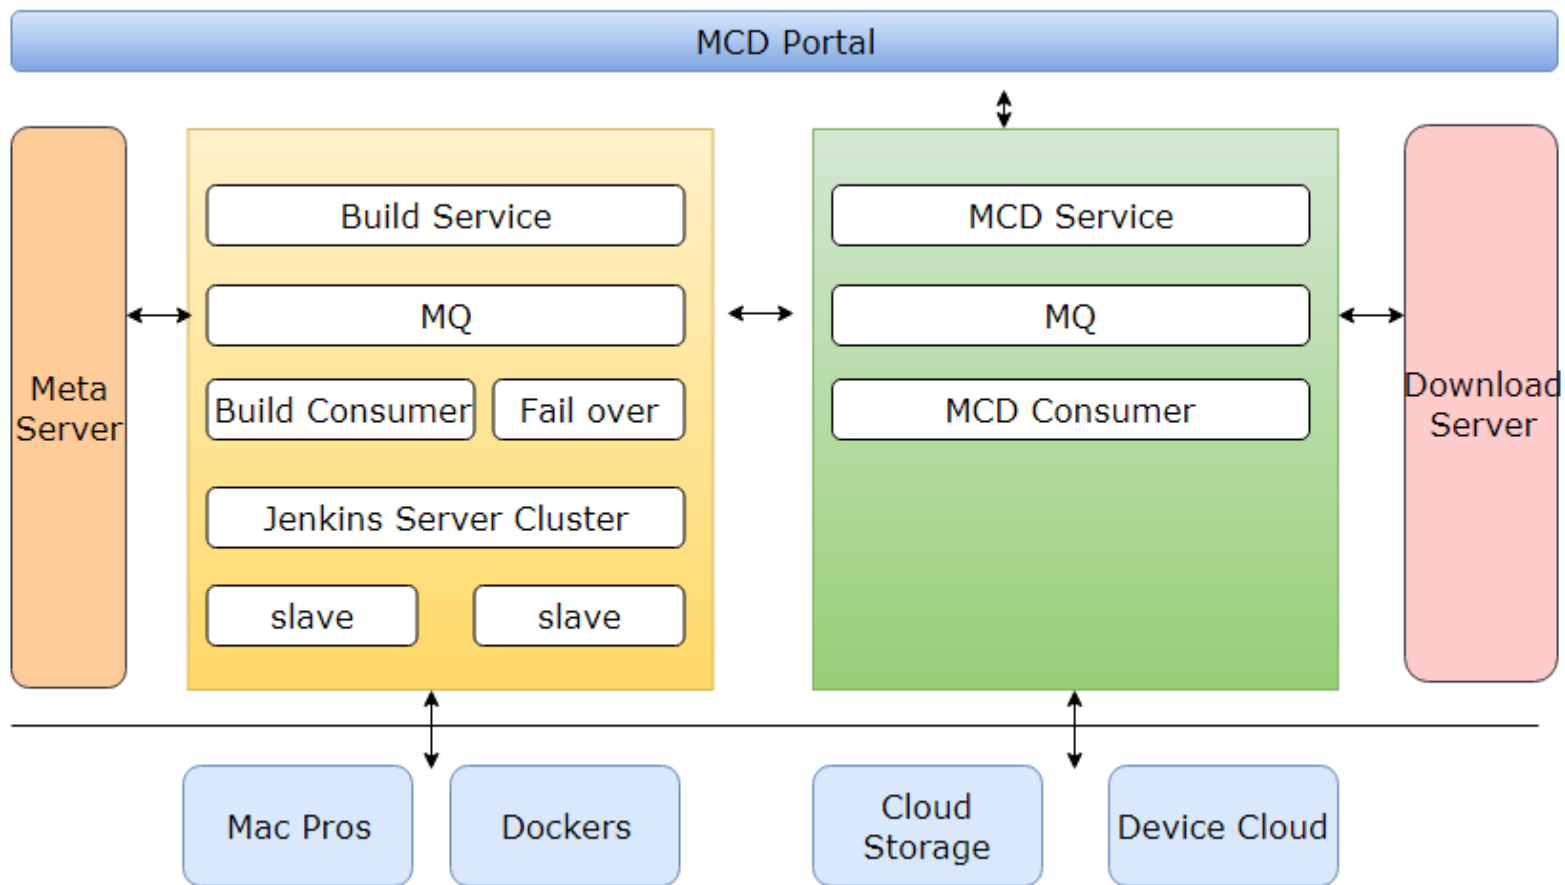 MCD Portal
Meta
Server
Build Service
MQ
Build Consumer
Fail over
Jenkins Server Cluster
slave
slave
MCD Service
MQ
MCD Consumer
Download
Server
Mac Pros
Dockers
Cloud
Storage
Device Cloud